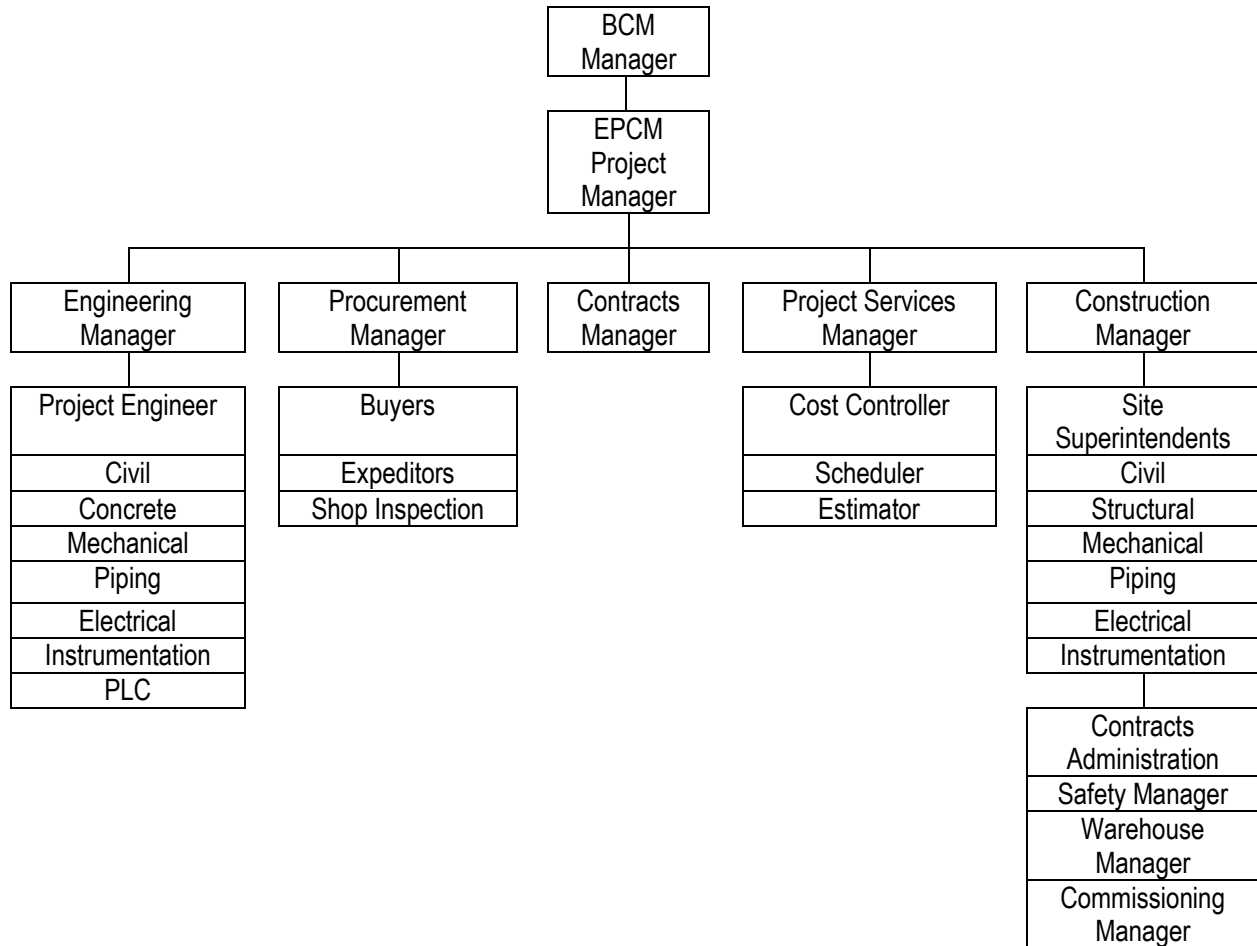 BCM
Manager
EPCM
Project
Manager
Engineering
Manager
Procurement
Manager
Contracts
Manager
Project Services
Manager
Construction
Manager
Project Engineer
Civil
Concrete
Mechanical
Piping
Electrical
Instrumentation
PLC
Buyers
Expeditors
Shop Inspection
Cost Controller
Scheduler
Estimator
Site
Superintendents
Civil
Structural
Mechanical
Piping
Electrical
Instrumentation
Contracts
Administration
Safety Manager
Warehouse
Manager
Commissioning
Manager